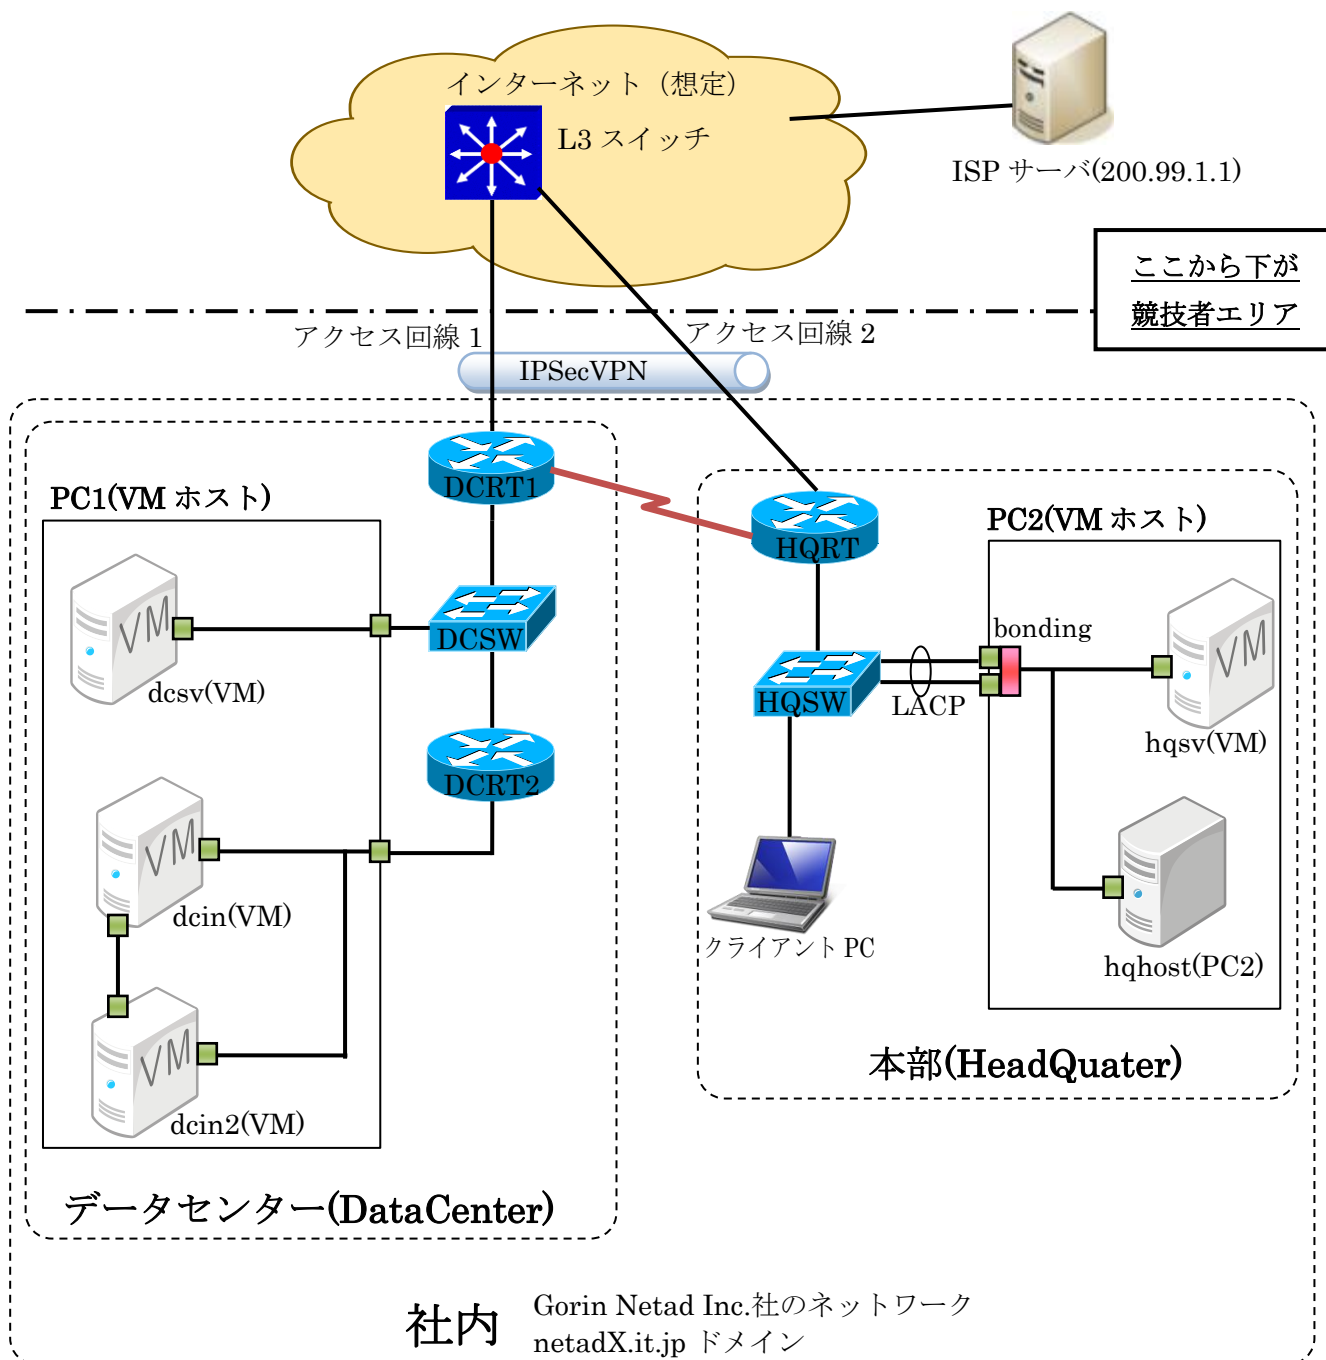 インターネット（想定）
L3 スイッチ
ISP サーバ(200.99.1.1)
ここから下が
競技者エリア
アクセス回線 1
アクセス回線 2
IPSecVPN
DCRT1
PC1(VM ホスト)
VM
dcsv(VM)
DCSW
DCRT2
VM
dcin(VM)
VM
dcin2(VM)
データセンター(DataCenter)
HQRT
PC2(VM ホスト)
bonding
VM
HQSW
LACP
hqsv(VM)
クライアント PC
hqhost(PC2)
本部(HeadQuater)
社内
Gorin Netad Inc.社のネットワーク
netadX.it.jp ドメイン